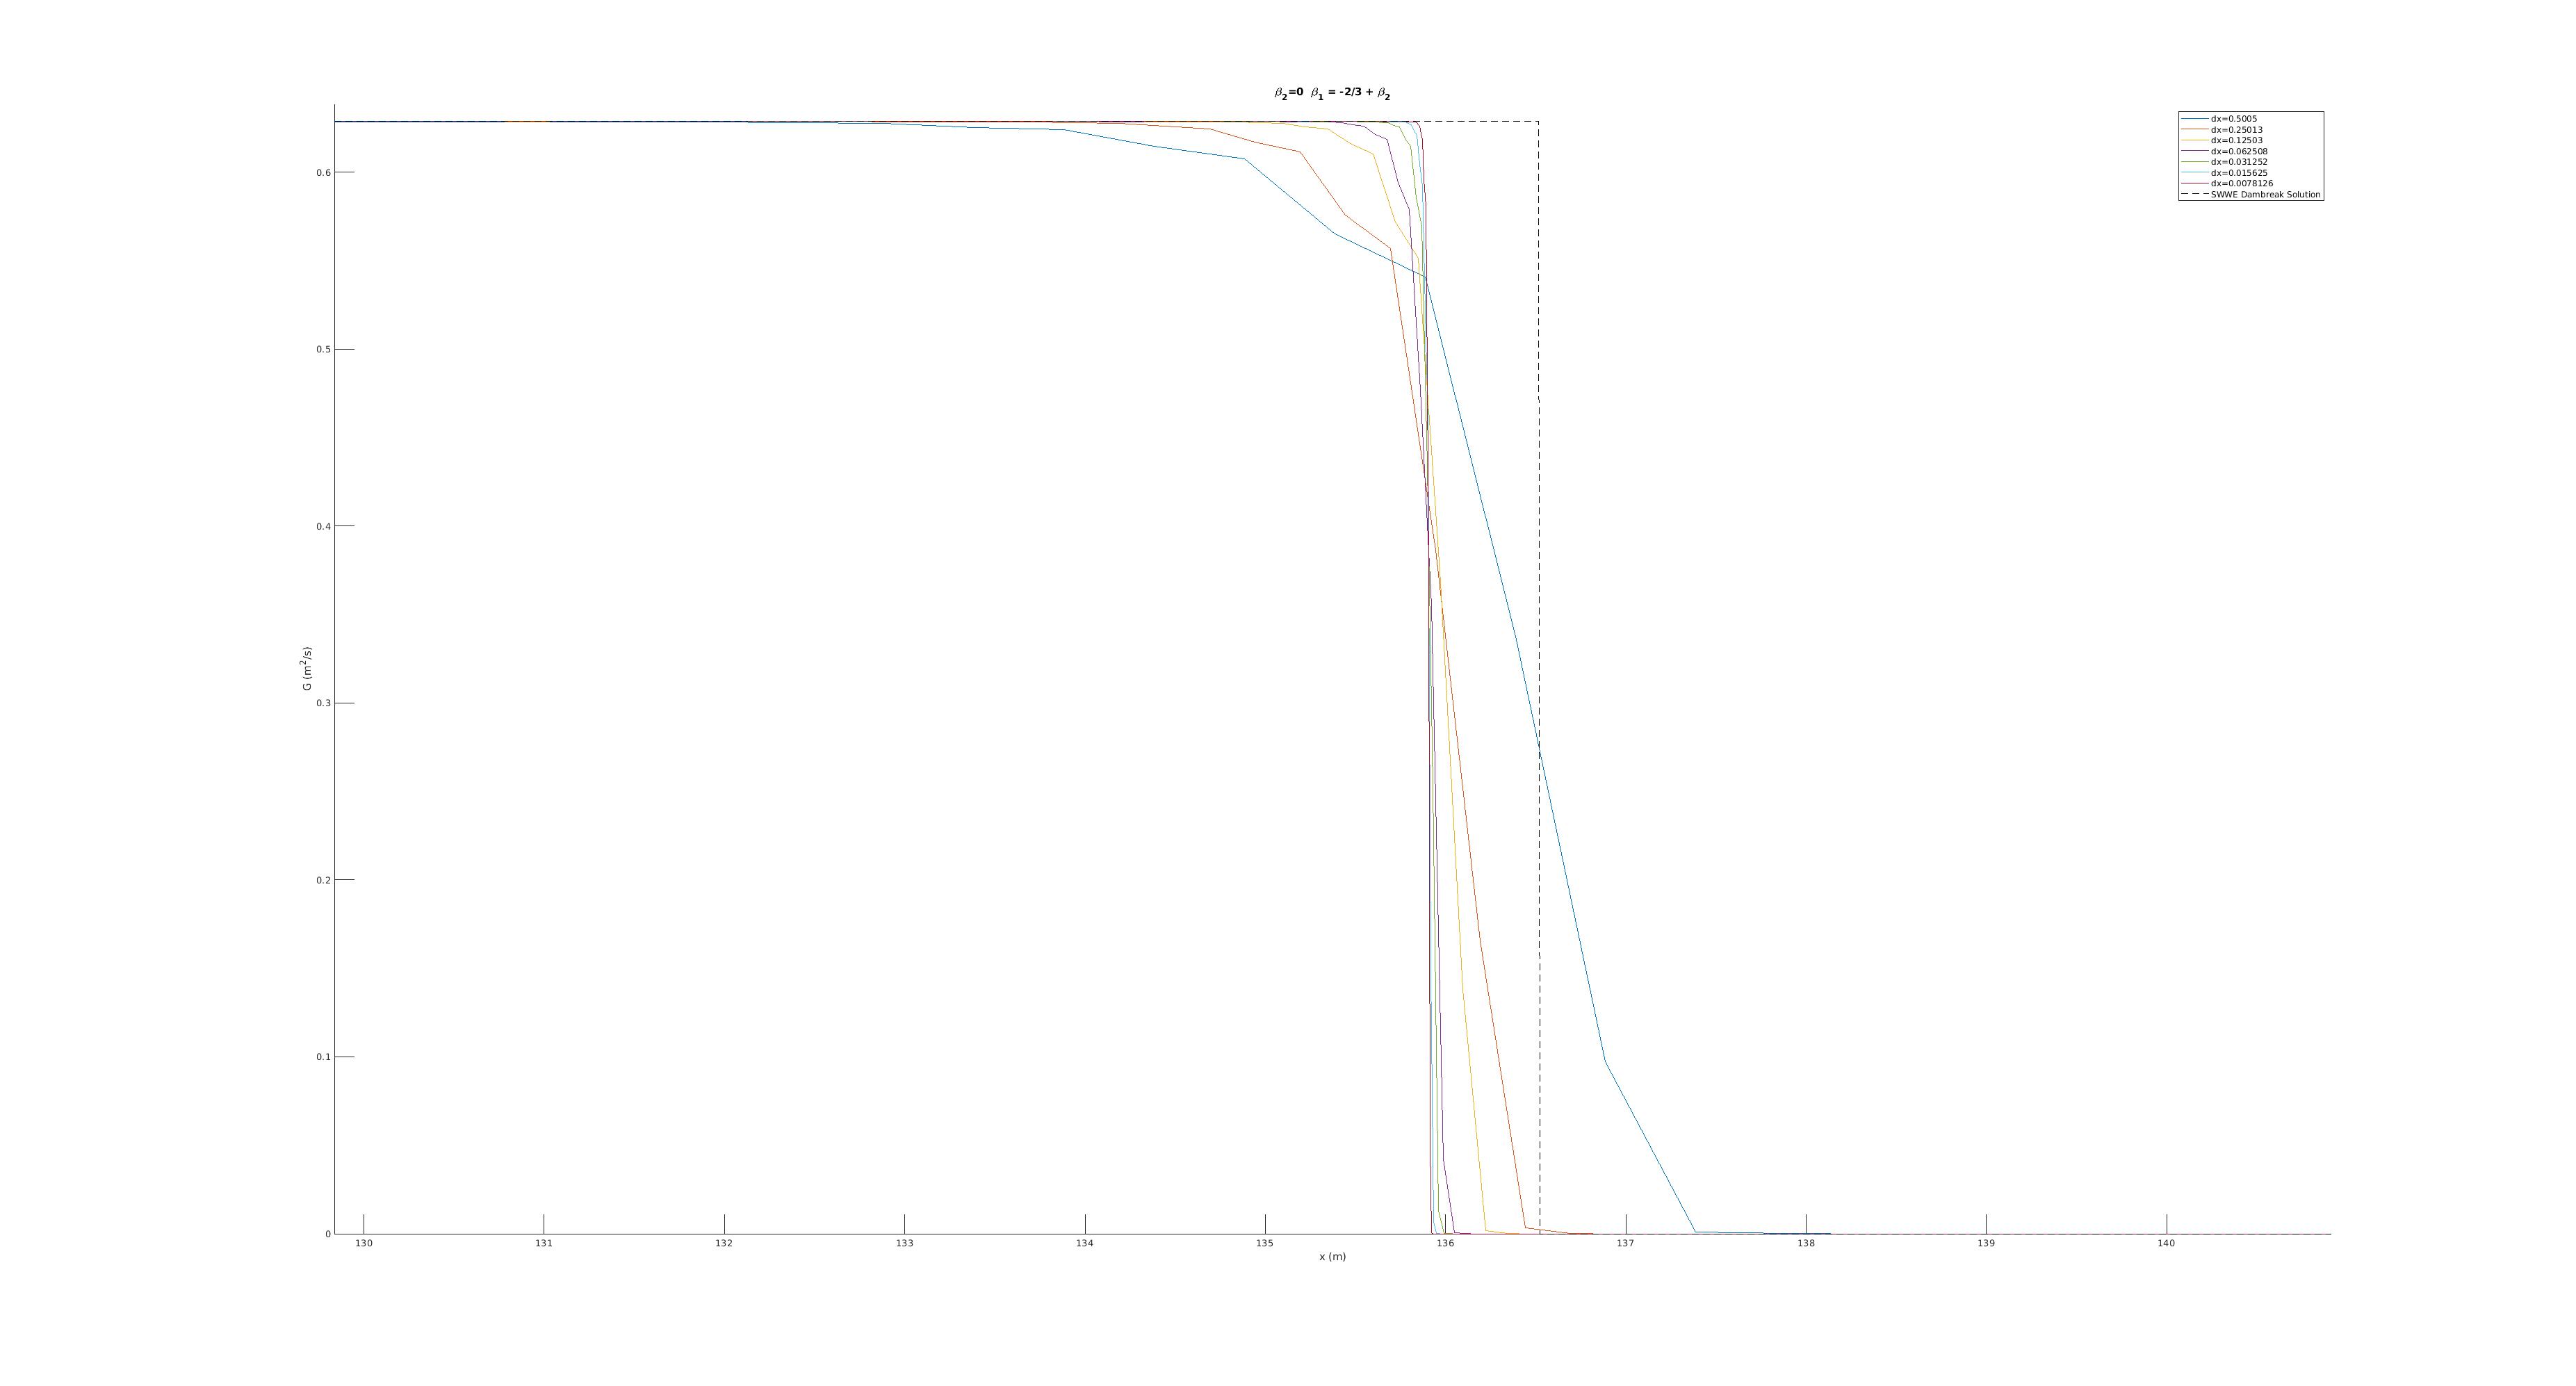 β₂=0 β₁ = -2/3 + β₂
dx=0.5005
dx=0.25013
dx=0.12503
dx=0.062508
dx=0.031252
dx=0.015625
dx=0.0078126
SWWE Dambreak Solution
0.6
0.5
0.4
G (m²/s)
0.3
0.2
0.1
0
130 131 132 133 134 135 136 137 138 139 140
x (m)